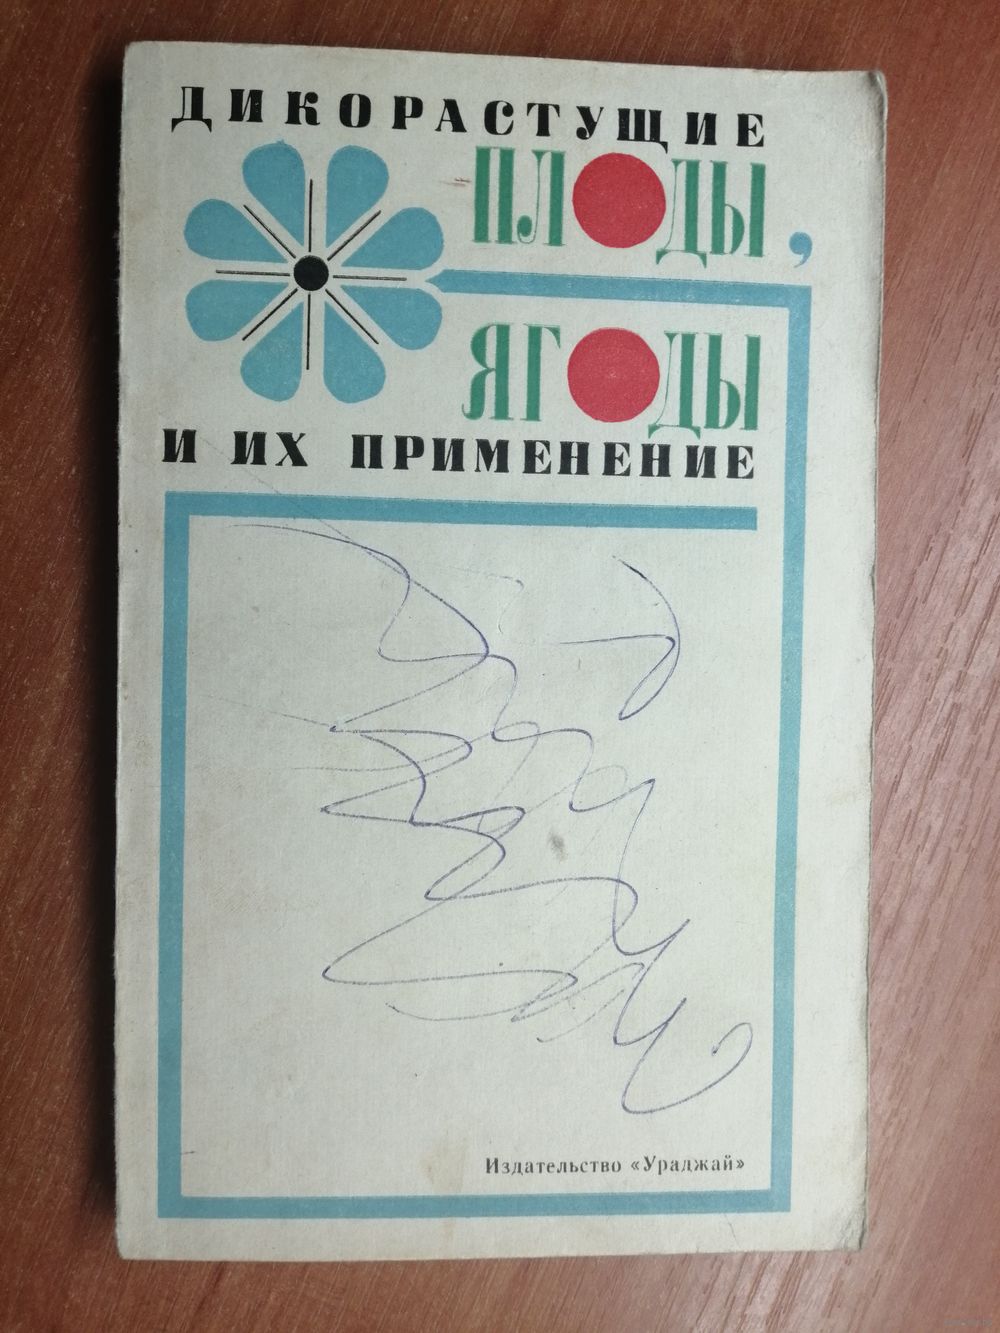 ДИКОРАСТУЩИЕ
ПЛОДЫ,
ЯГОДЫ
И ИХ ПРИМЕНЕНИЕ
Издательство «Ураджай»